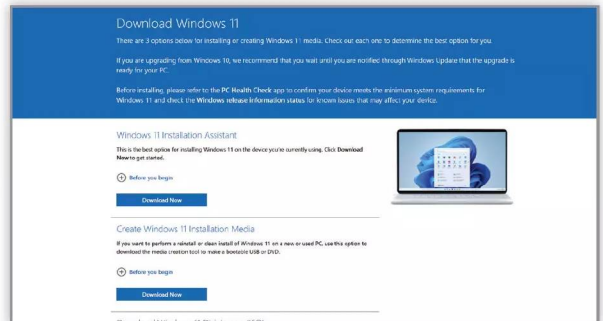 Download Windows 11
There are 3 options below for installing or creating Windows 11 media. Check out each one to determine the best option for you.
If you are upgrading from Windows 10, we recommend that you wait until you are notified through Windows Update that the upgrade is
ready for your PC.
Before installing, please refer to the PC Health Check app to confirm your device meets the minimum system requirements for
Windows 11 and check the Windows release information status for known issues that may affect your device.
Windows 11 Installation Assistant
This is the best option for installing Windows 11 on the device you're currently using. Click Download
Now to get started.
Before you begin
Download Now
Create Windows 11 Installation Media
If you want to perform a reinstall or clean install of Windows 11 on a new or used PC, use this option to
download the media creation tool to make a bootable USB or DVD.
Before you begin
Download Now